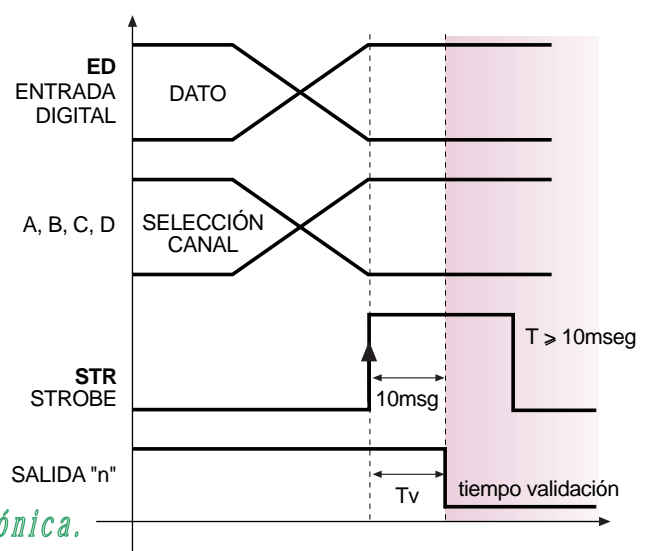 ED
ENTRADA
DIGITAL
DATO
A, B, C, D
SELECCIÓN
CANAL
T ⩾ 10mseg
STR
STROBE
10msg
SALIDA "n"
Tv
tiempo validación
ónica.